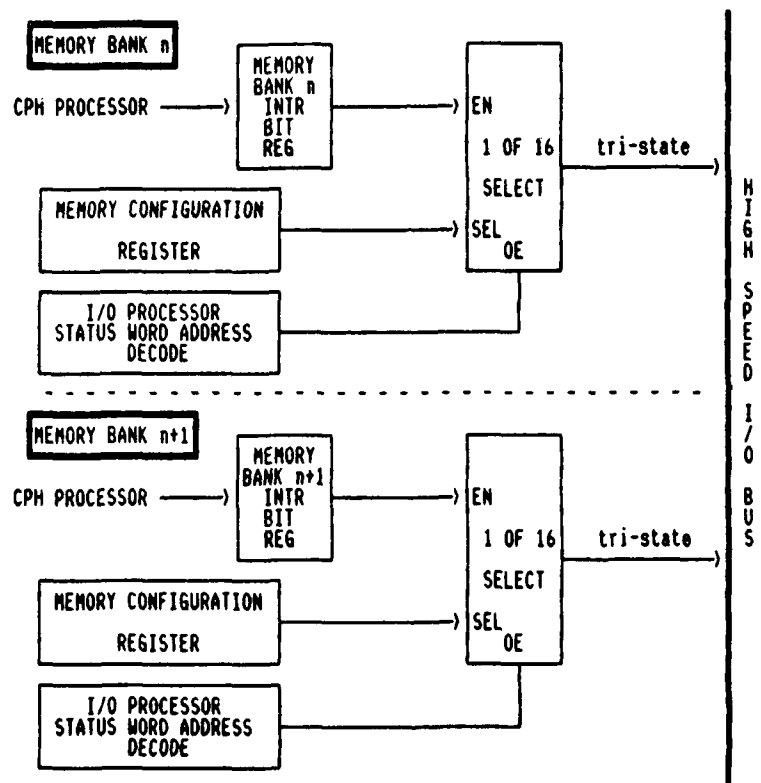 MEMORY BANK n
MEMORY
BANK n
INTR
BIT
REG
CPH PROCESSOR
EN
1 OF 16
SELECT
SEL
OE
tri-state
MEMORY CONFIGURATION
REGISTER
I/O PROCESSOR
STATUS WORD ADDRESS
DECODE
MEMORY BANK n+1
MEMORY
BANK n+1
INTR
BIT
REG
CPH PROCESSOR
EN
1 OF 16
SELECT
SEL
OE
tri-state
MEMORY CONFIGURATION
REGISTER
I/O PROCESSOR
STATUS WORD ADDRESS
DECODE
HIGH SPEED I/O BUS